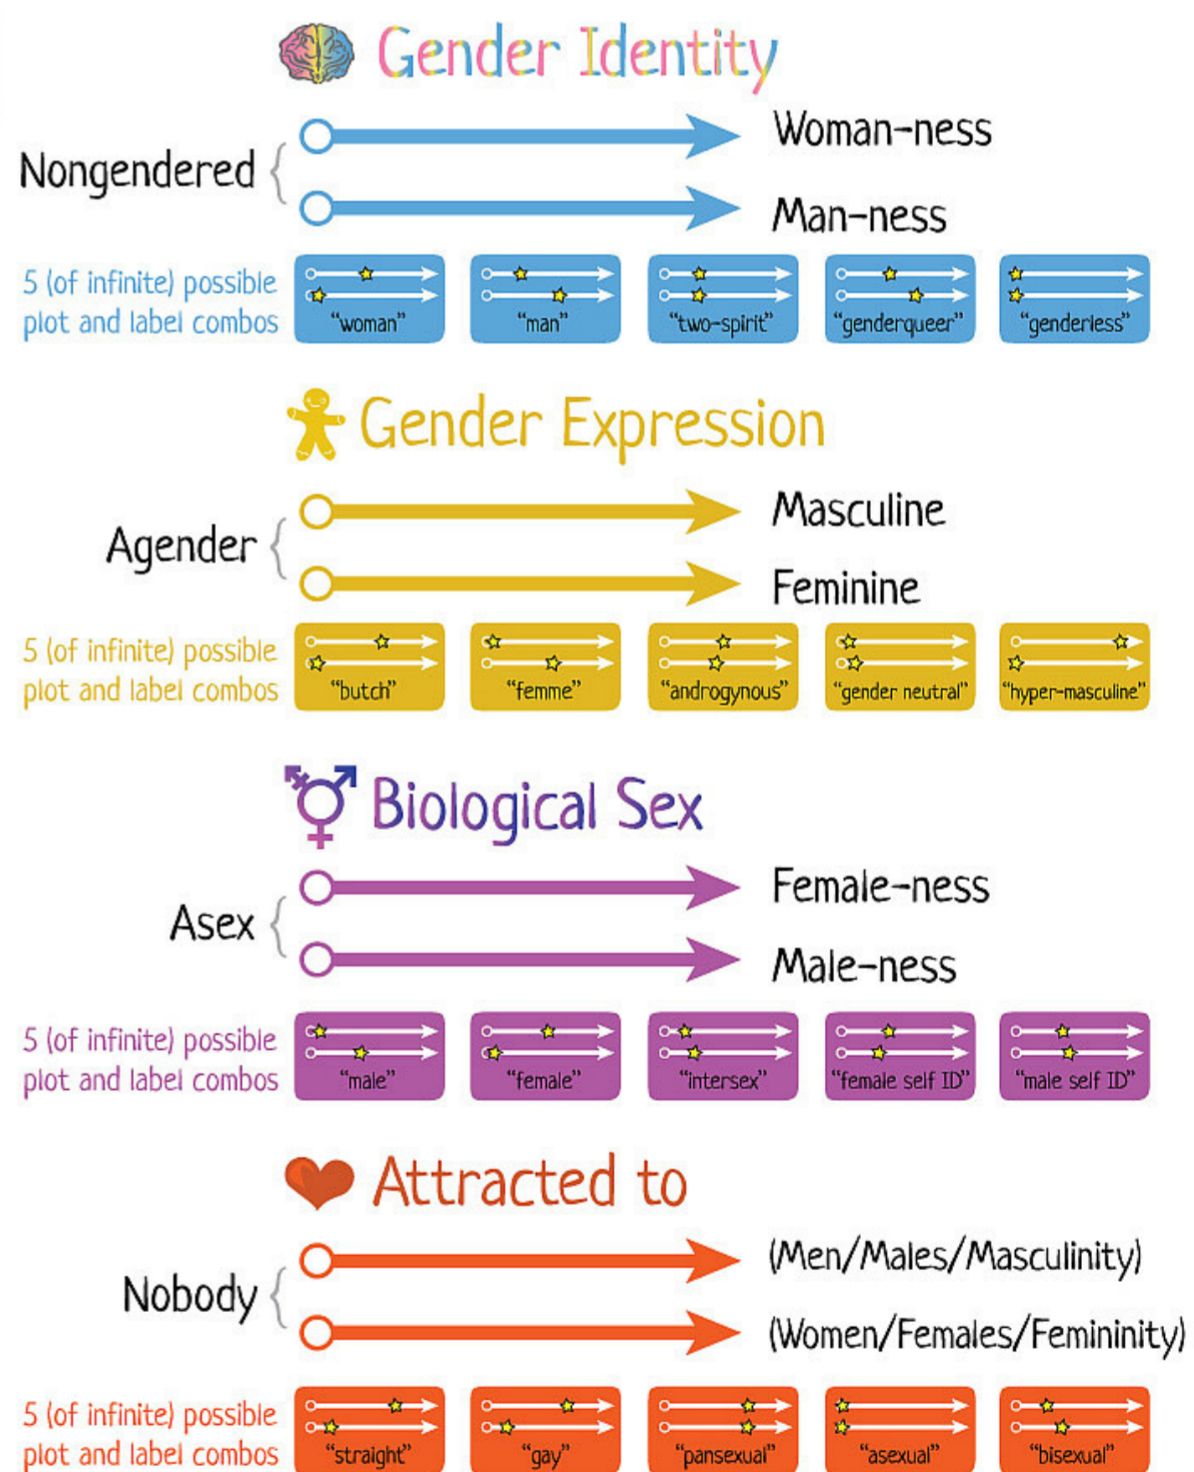 Gender Identity
Nongendered
Woman-ness
Man-ness
5 (of infinite) possible
plot and label combos
"woman"
"man"
"two-spirit"
"genderqueer"
"genderless"
Gender Expression
Agender
Masculine
Feminine
5 (of infinite) possible
plot and label combos
"butch"
"femme"
"androgynous"
"gender neutral"
"hyper-masculine"
Biological Sex
Asex
Female-ness
Male-ness
5 (of infinite) possible
plot and label combos
"male"
"female"
"intersex"
"female self ID"
"male self ID"
Attracted to
Nobody
(Men/Males/Masculinity)
(Women/Females/Femininity)
5 (of infinite) possible
plot and label combos
"straight"
"gay"
"pansexual"
"asexual"
"bisexual"